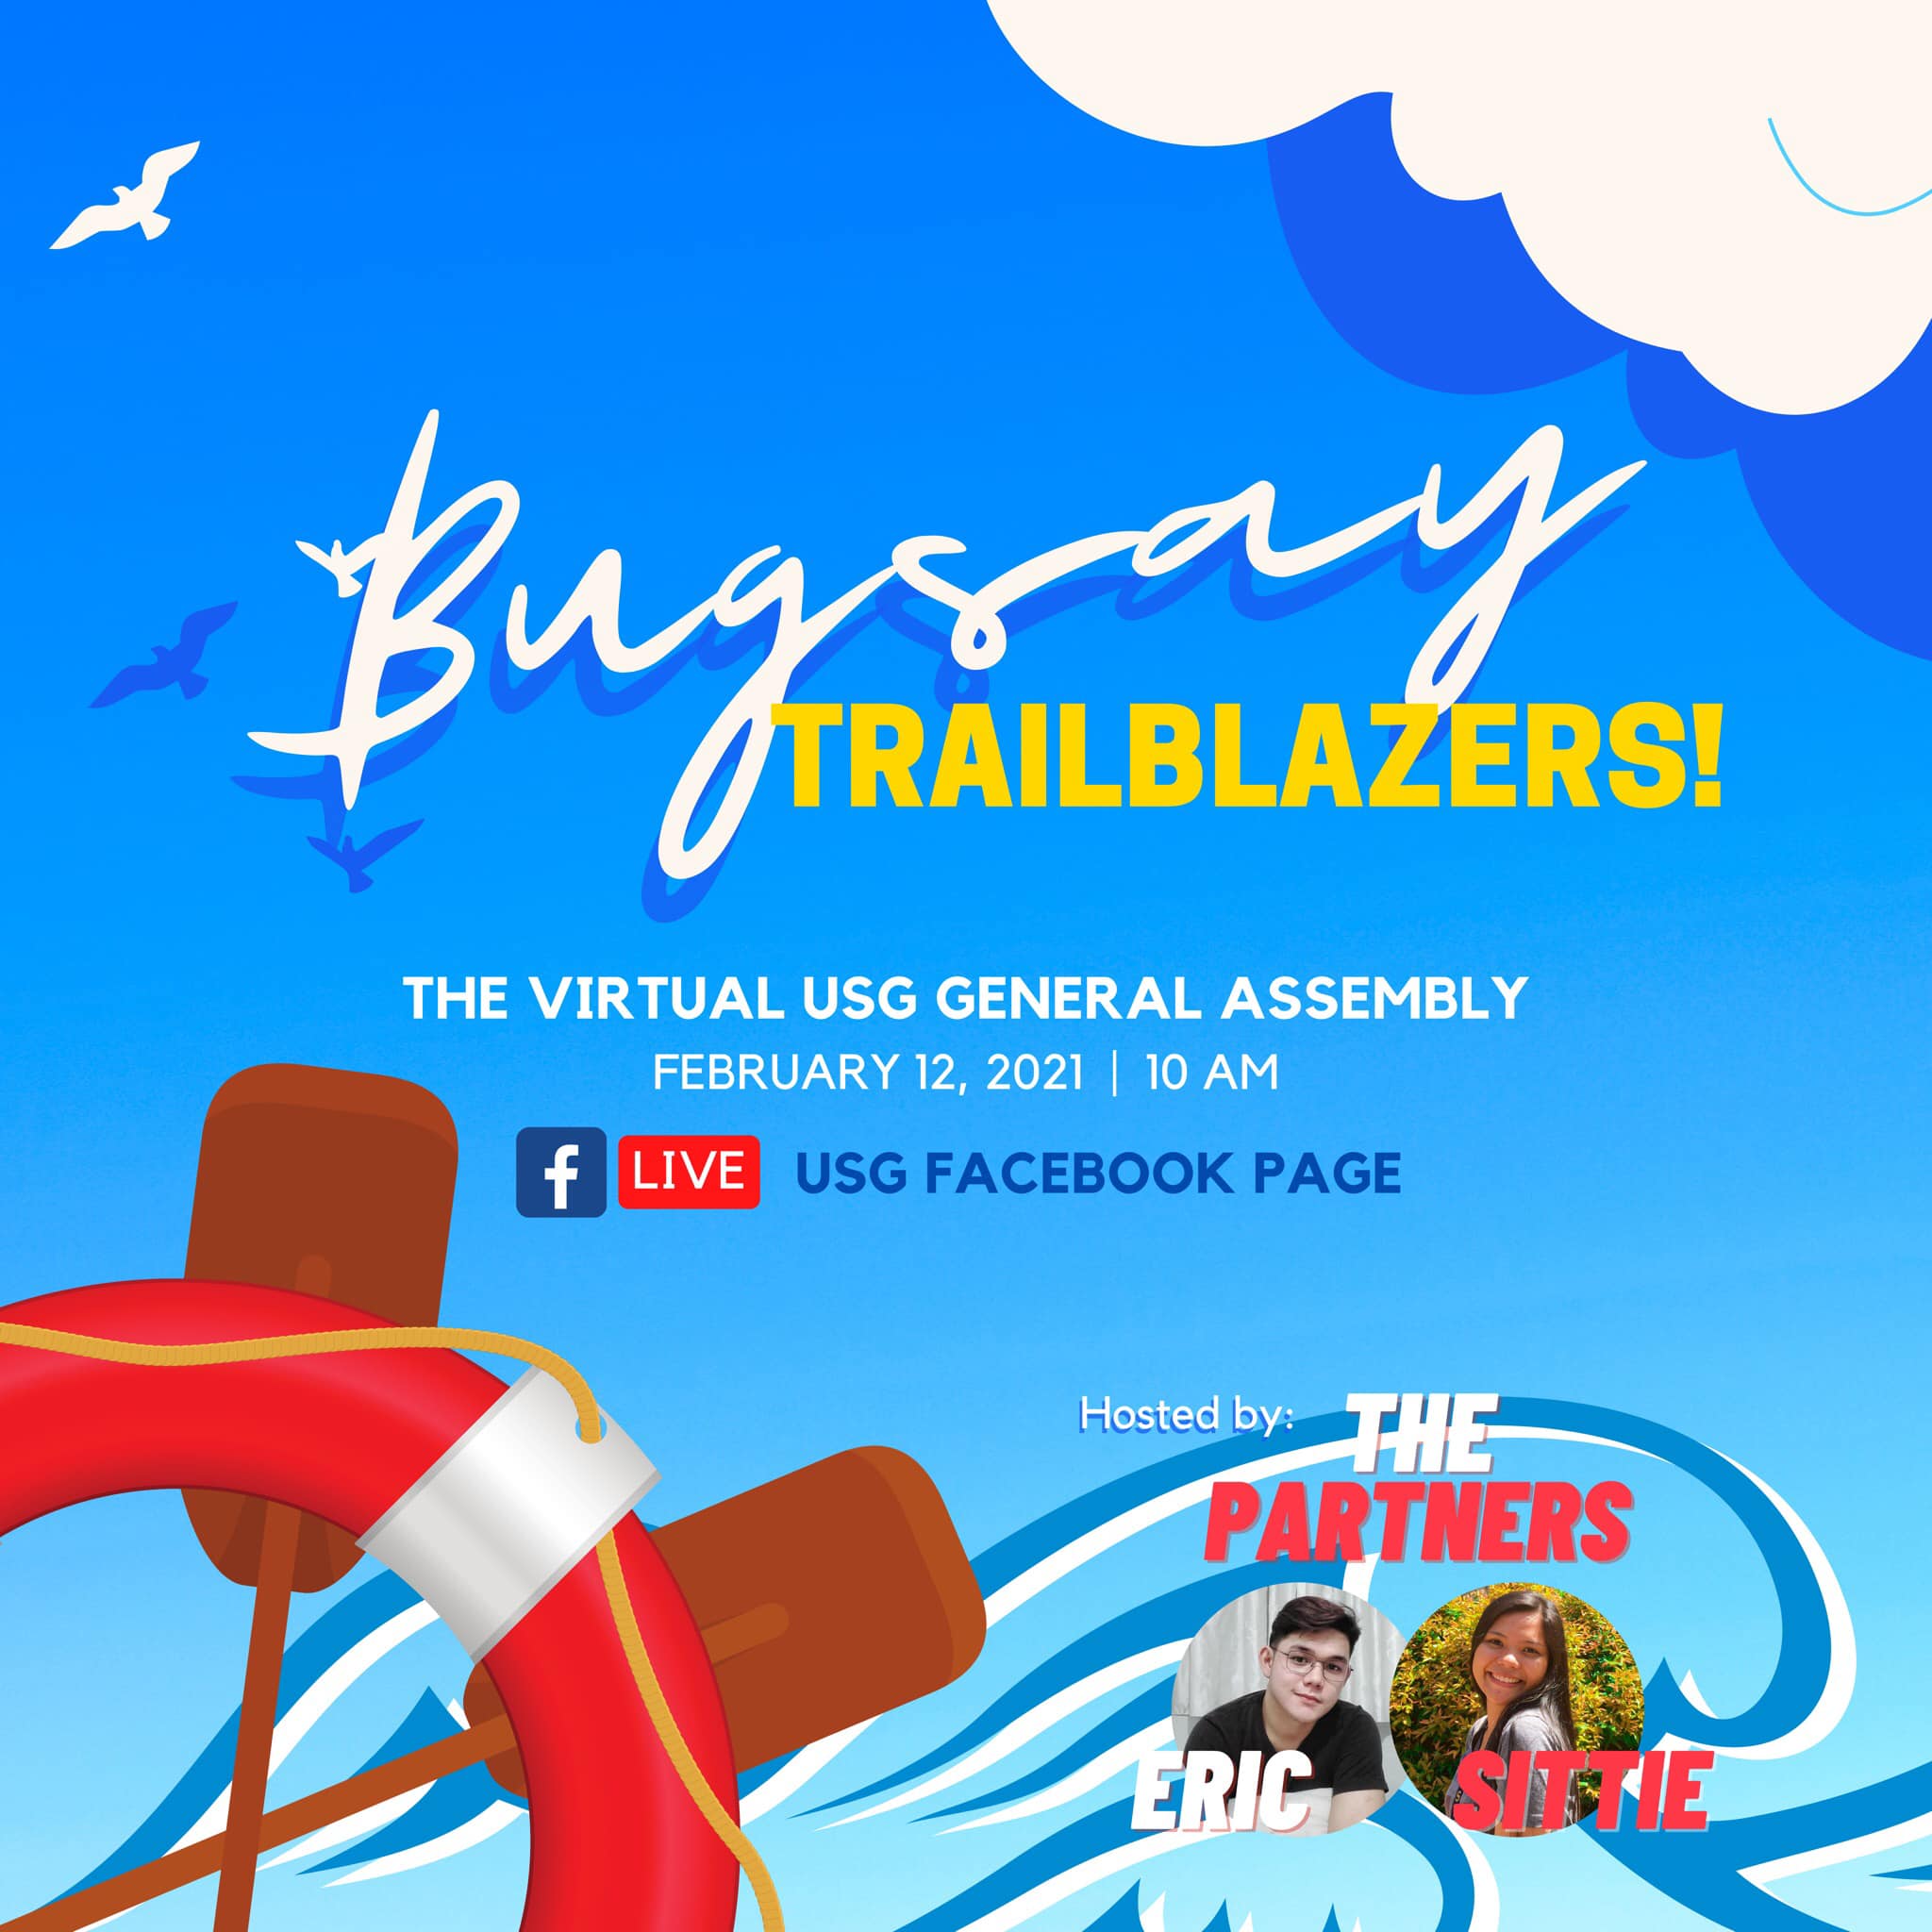 Bugsay
TRAILBLAZERS!
THE VIRTUAL USG GENERAL ASSEMBLY
FEBRUARY 12, 2021 | 10 AM
f LIVE USG FACEBOOK PAGE
Hosted by: THE
PARTNERS
ERIC SITTIE